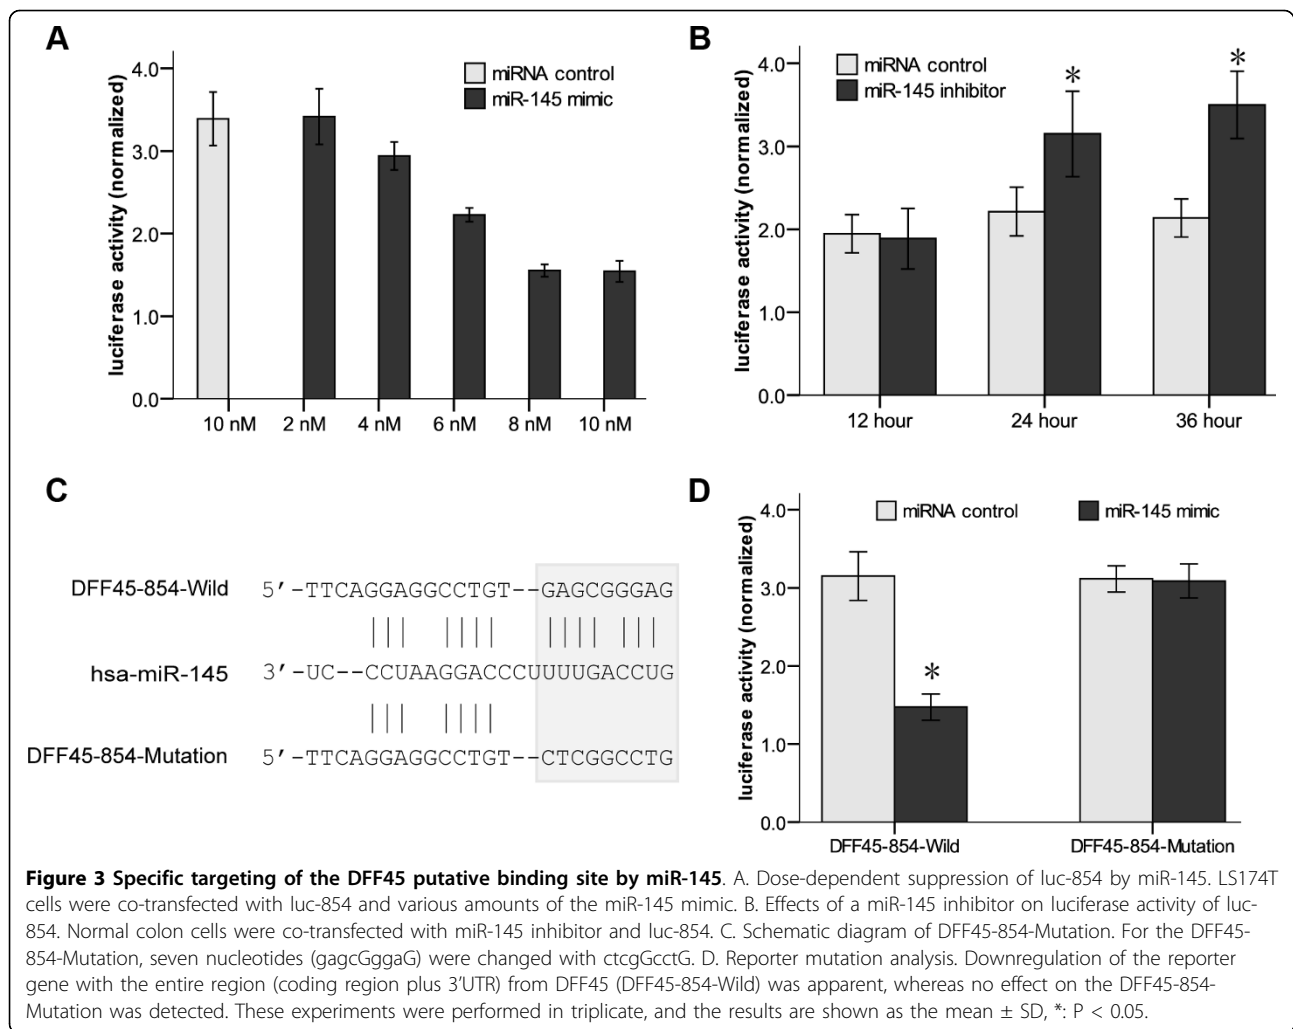 A
luciferase activity (normalized)
4.0
3.0
2.0
1.0
0.0
miRNA control
miR-145 mimic
10 nM 2 nM 4 nM 6 nM 8 nM 10 nM
B
luciferase activity (normalized)
4.0
3.0
2.0
1.0
0.0
miRNA control
miR-145 inhibitor
* *
12 hour 24 hour 36 hour
C
DFF45-854-Wild 5’-TTCAGGAGGCCTGT--GAGCGGGAG
hsa-miR-145 3’-UC--CCUAAGGACCCUUUUGACCUG
DFF45-854-Mutation 5’-TTCAGGAGGCCTGT--CTCGGCCTG
D
luciferase activity (normalized)
4.0
3.0
2.0
1.0
0.0
miRNA control miR-145 mimic
*
DFF45-854-Wild DFF45-854-Mutation
Figure 3 Specific targeting of the DFF45 putative binding site by miR-145. A. Dose-dependent suppression of luc-854 by miR-145. LS174T
cells were co-transfected with luc-854 and various amounts of the miR-145 mimic. B. Effects of a miR-145 inhibitor on luciferase activity of luc-
854. Normal colon cells were co-transfected with miR-145 inhibitor and luc-854. C. Schematic diagram of DFF45-854-Mutation. For the DFF45-
854-Mutation, seven nucleotides (gagcGggaG) were changed with ctcgGcctG. D. Reporter mutation analysis. Downregulation of the reporter
gene with the entire region (coding region plus 3’UTR) from DFF45 (DFF45-854-Wild) was apparent, whereas no effect on the DFF45-854-
Mutation was detected. These experiments were performed in triplicate, and the results are shown as the mean ± SD, *: P < 0.05.